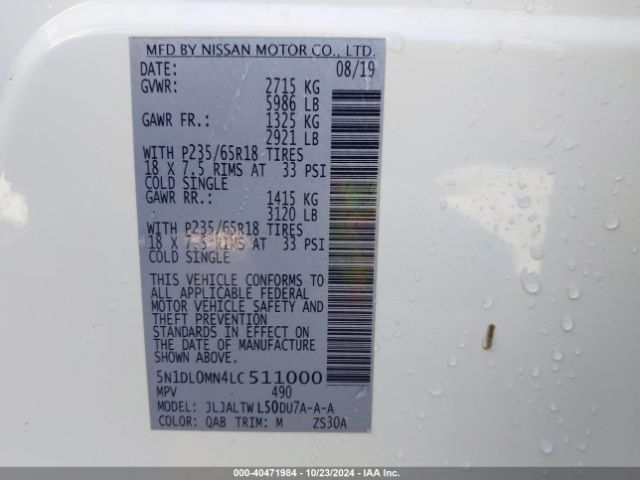 MFD BY NISSAN MOTOR CO., LTD.
DATE: 08/19
GVWR: 2715 KG
5986 LB
GAWR FR.: 1325 KG
2921 LB
WITH P235/65R18 TIRES
18 X 7.5 RIMS AT 33 PSI
COLD SINGLE
GAWR RR.: 1415 KG
3120 LB
WITH P235/65R18 TIRES
18 X 7.5 RIMS AT 33 PSI
COLD SINGLE
THIS VEHICLE CONFORMS TO
ALL APPLICABLE FEDERAL
MOTOR VEHICLE SAFETY AND
THEFT PREVENTION
STANDARDS IN EFFECT ON
THE DATE OF MANUFACTURE
SHOWN ABOVE.
5N1DL0MN4LC511000
MPV 490
MODEL: JLJALTWL50DU7A-A-A
COLOR: QAB TRIM: M ZS30A
000-40471984 | 10/23/2024 | IAA Inc.